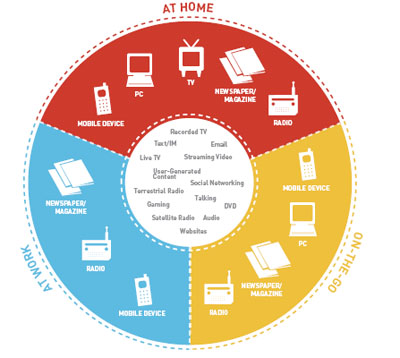 AT HOME
TV
PC
NEWSPAPER/
MAGAZINE
MOBILE DEVICE
RADIO
Recorded TV
Text/IM
Email
Live TV
Streaming Video
User-Generated
Content
Social Networking
Terrestrial Radio
Talking
Gaming
DVD
Satellite Radio
Audio
Websites
MOBILE DEVICE
PC
NEWSPAPER/
MAGAZINE
RADIO
ON-THE-GO
NEWSPAPER/
MAGAZINE
RADIO
MOBILE DEVICE
AT WORK